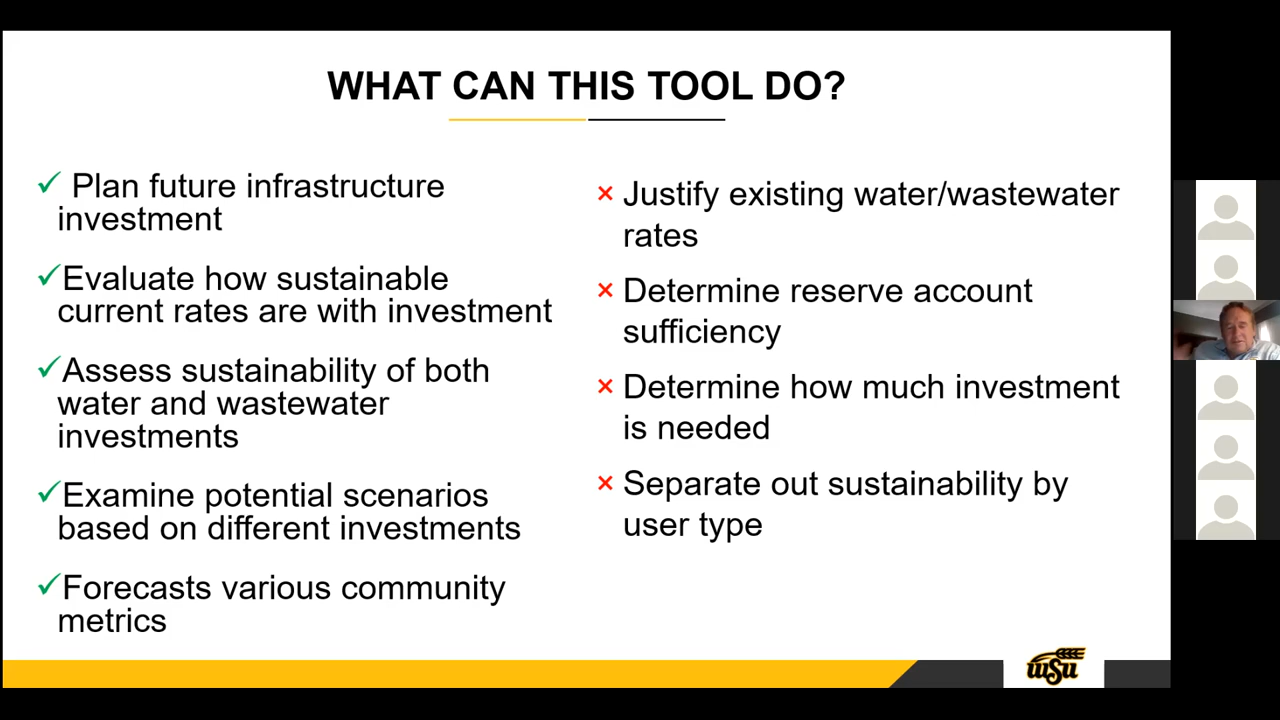 WHAT CAN THIS TOOL DO?
Plan future infrastructure
investment
Evaluate how sustainable
current rates are with investment
Assess sustainability of both
water and wastewater
investments
Examine potential scenarios
based on different investments
Forecasts various community
metrics
Justify existing water/wastewater
rates
Determine reserve account
sufficiency
Determine how much investment
is needed
Separate out sustainability by
user type
WSU